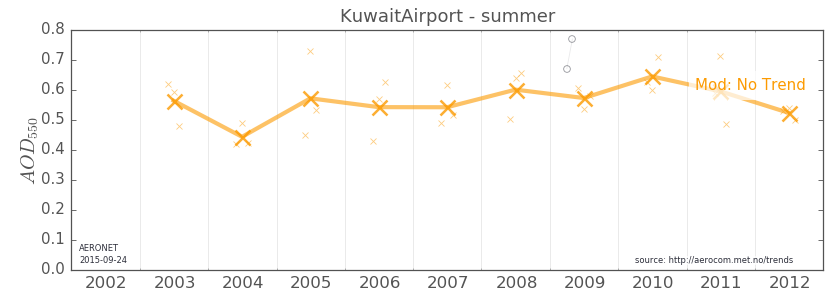 KuwaitAirport - summer
0.8
0.7
0.6
0.5
0.4
0.3
0.2
0.1
0.0
AOD550
Mod: No Trend
AERONET
2015-09-24
source: http://aerocom.met.no/trends
2002 2003 2004 2005 2006 2007 2008 2009 2010 2011 2012